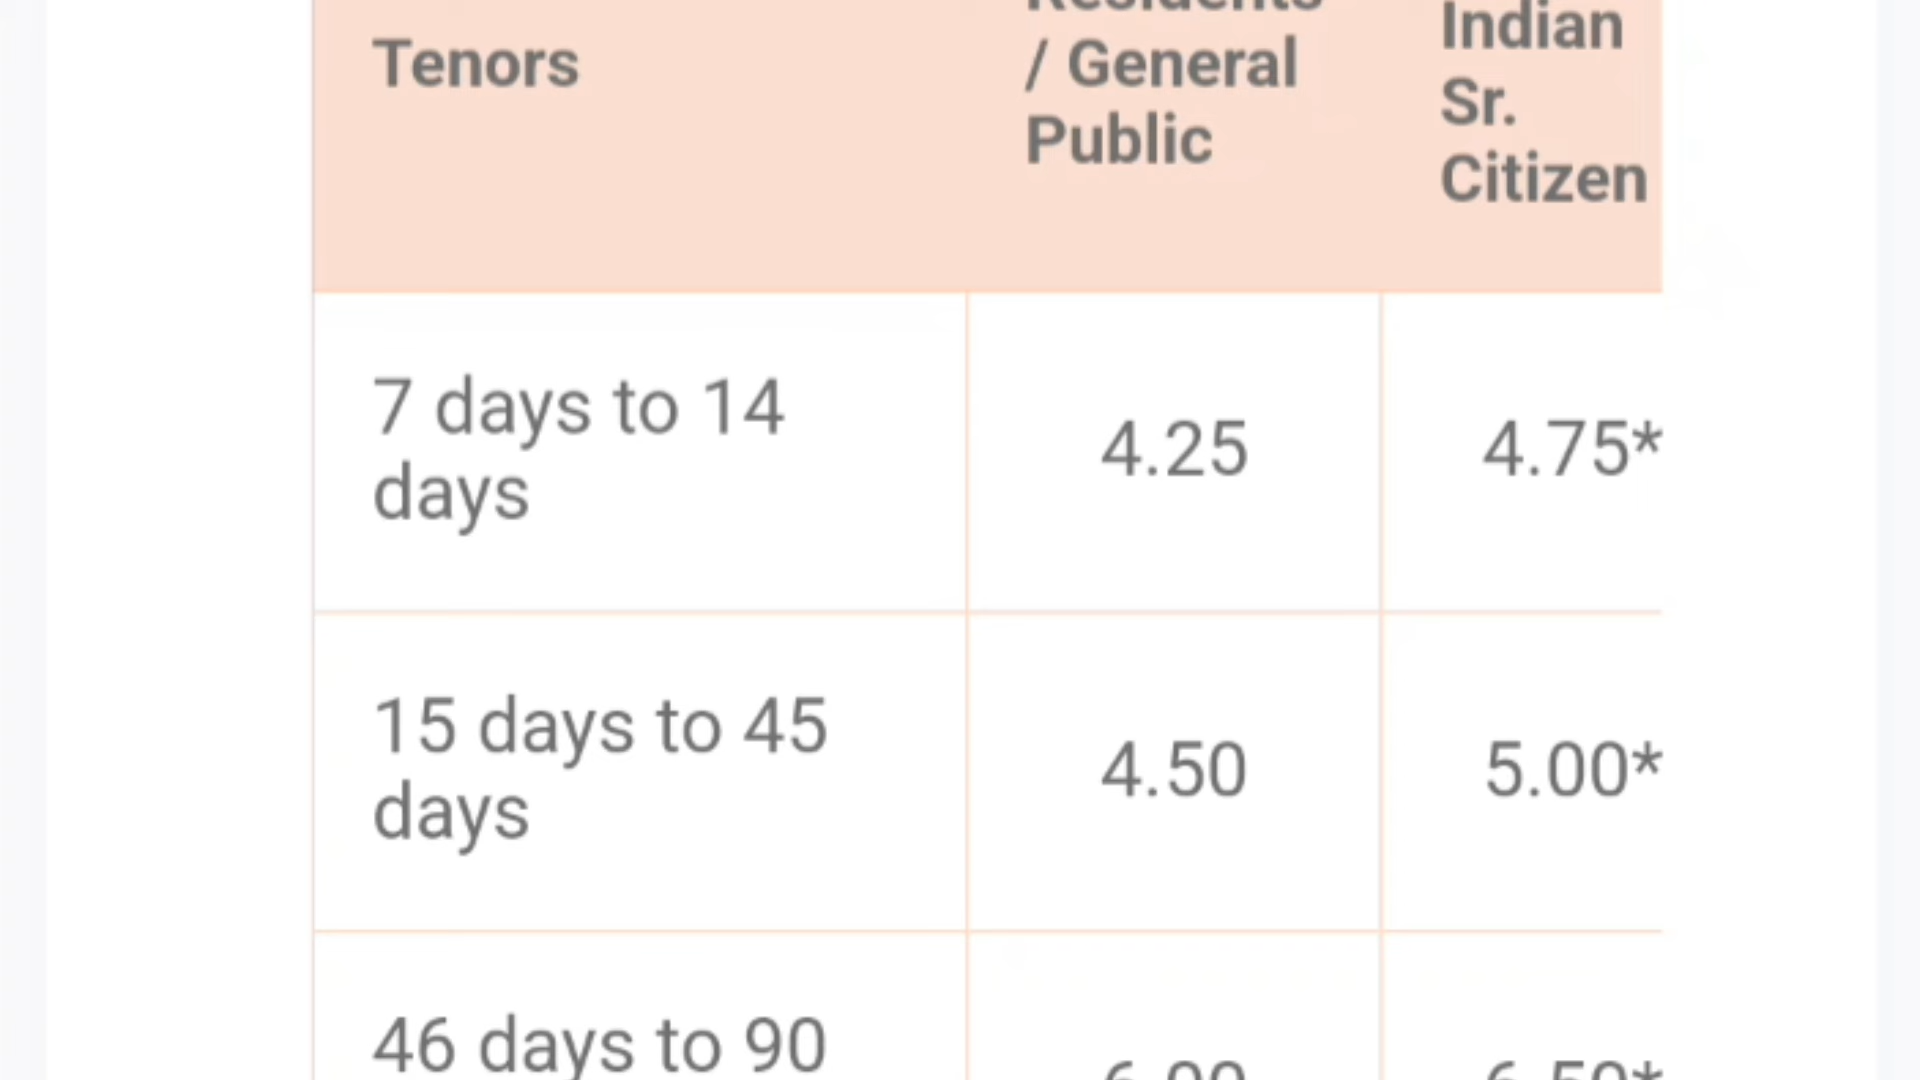 Tenors
Residents
/ General
Public
Indian
Sr.
Citizen
7 days to 14
days
4.25
4.75*
15 days to 45
days
4.50
5.00*
46 days to 90